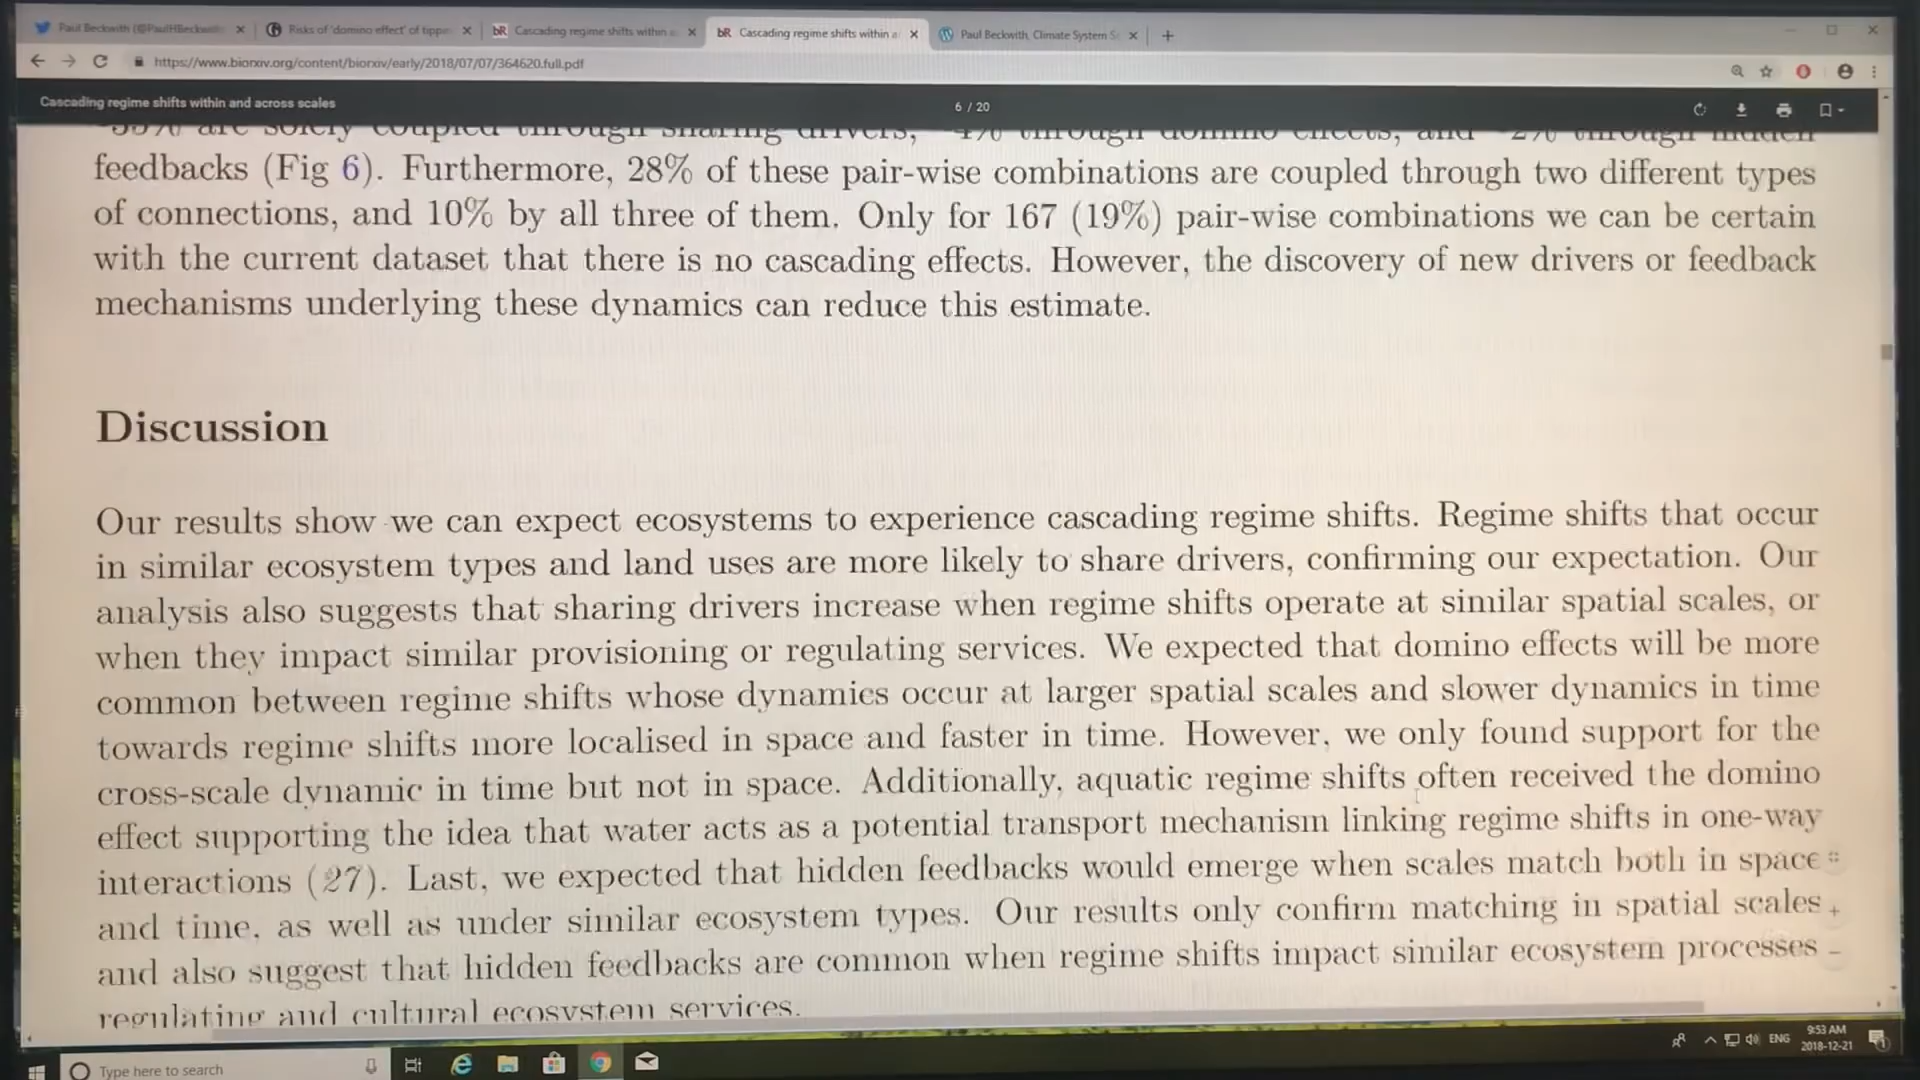 Paul Beckwith (@PaulHBeckwith
Risks of 'domino effect' of tippin
Cascading regime shifts within a
Cascading regime shifts within a
Paul Beckwith, Climate System S
https://www.biorxiv.org/content/biorxiv/early/2018/07/07/364620.full.pdf
Cascading regime shifts within and across scales
6 / 20
are solely coupled through sharing drivers, through domino effects, and through hidden
feedbacks (Fig 6). Furthermore, 28% of these pair-wise combinations are coupled through two different types
of connections, and 10% by all three of them. Only for 167 (19%) pair-wise combinations we can be certain
with the current dataset that there is no cascading effects. However, the discovery of new drivers or feedback
mechanisms underlying these dynamics can reduce this estimate.
Discussion
Our results show we can expect ecosystems to experience cascading regime shifts. Regime shifts that occur
in similar ecosystem types and land uses are more likely to share drivers, confirming our expectation. Our
analysis also suggests that sharing drivers increase when regime shifts operate at similar spatial scales, or
when they impact similar provisioning or regulating services. We expected that domino effects will be more
common between regime shifts whose dynamics occur at larger spatial scales and slower dynamics in time
towards regime shifts more localised in space and faster in time. However, we only found support for the
cross-scale dynamic in time but not in space. Additionally, aquatic regime shifts often received the domino
effect supporting the idea that water acts as a potential transport mechanism linking regime shifts in one-way
interactions (27). Last, we expected that hidden feedbacks would emerge when scales match both in space
and time, as well as under similar ecosystem types. Our results only confirm matching in spatial scales
and also suggest that hidden feedbacks are common when regime shifts impact similar ecosystem processes
regulating and cultural ecosystem services.
Type here to search
ENG
9:53 AM
2018-12-21